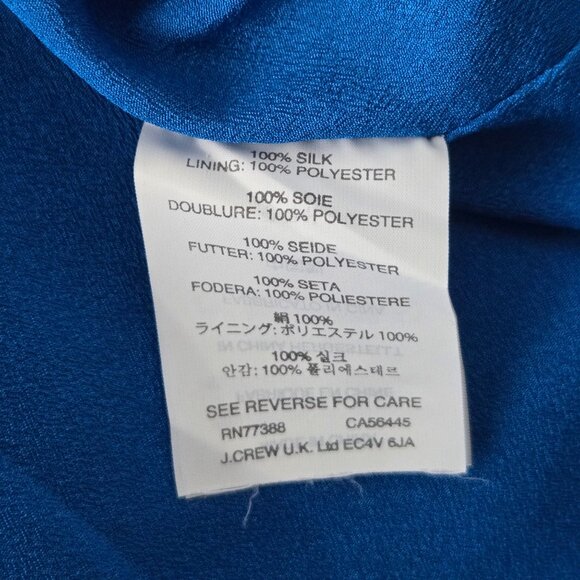 100% SILK
LINING: 100% POLYESTER
100% SOIE
DOUBLURE: 100% POLYESTER
100% SEIDE
FUTTER: 100% POLYESTER
100% SETA
FODERA: 100% POLIESTERE
絹 100%
ライニング: ポリエステル 100%
100% 실크
안감: 100% 폴리에스테르
SEE REVERSE FOR CARE
RN77388 CA56445
J.CREW U.K. Ltd EC4V 6JA